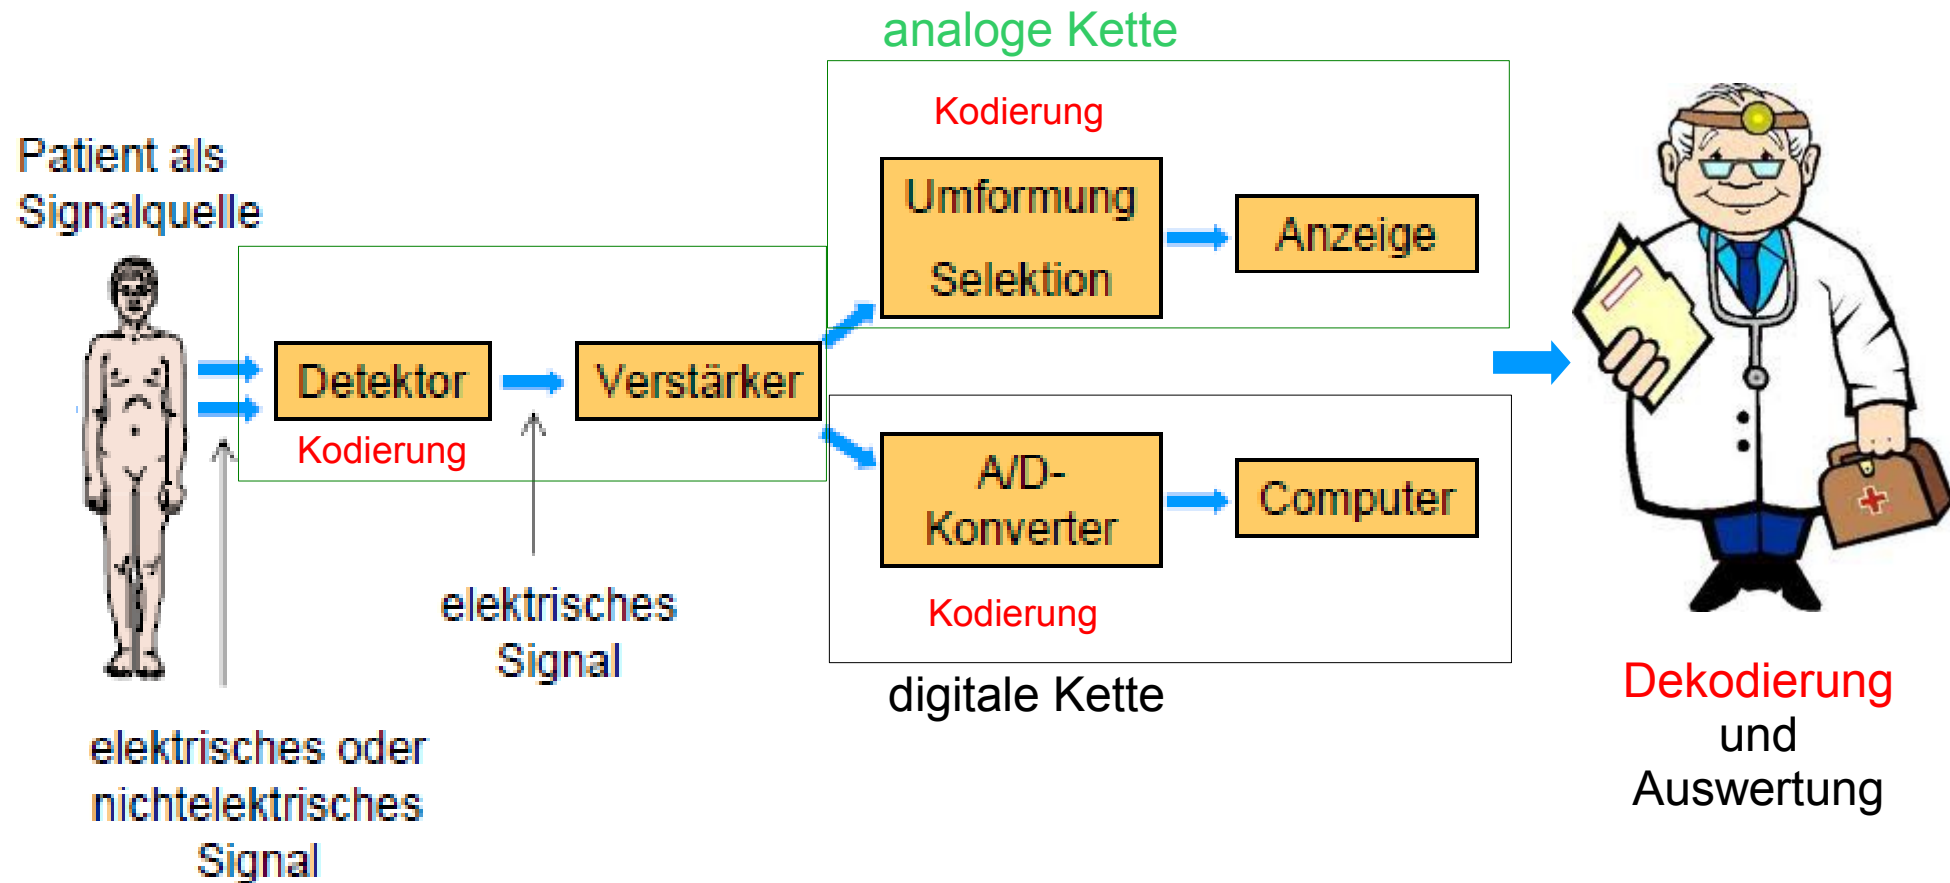 analoge Kette
Kodierung
Patient als
Signalquelle
Umformung
Selektion
Anzeige
Detektor
Verstärker
Kodierung
A/D-
Konverter
Computer
Kodierung
elektrisches
Signal
digitale Kette
elektrisches oder
nichtelektrisches
Signal
Dekodierung
und
Auswertung